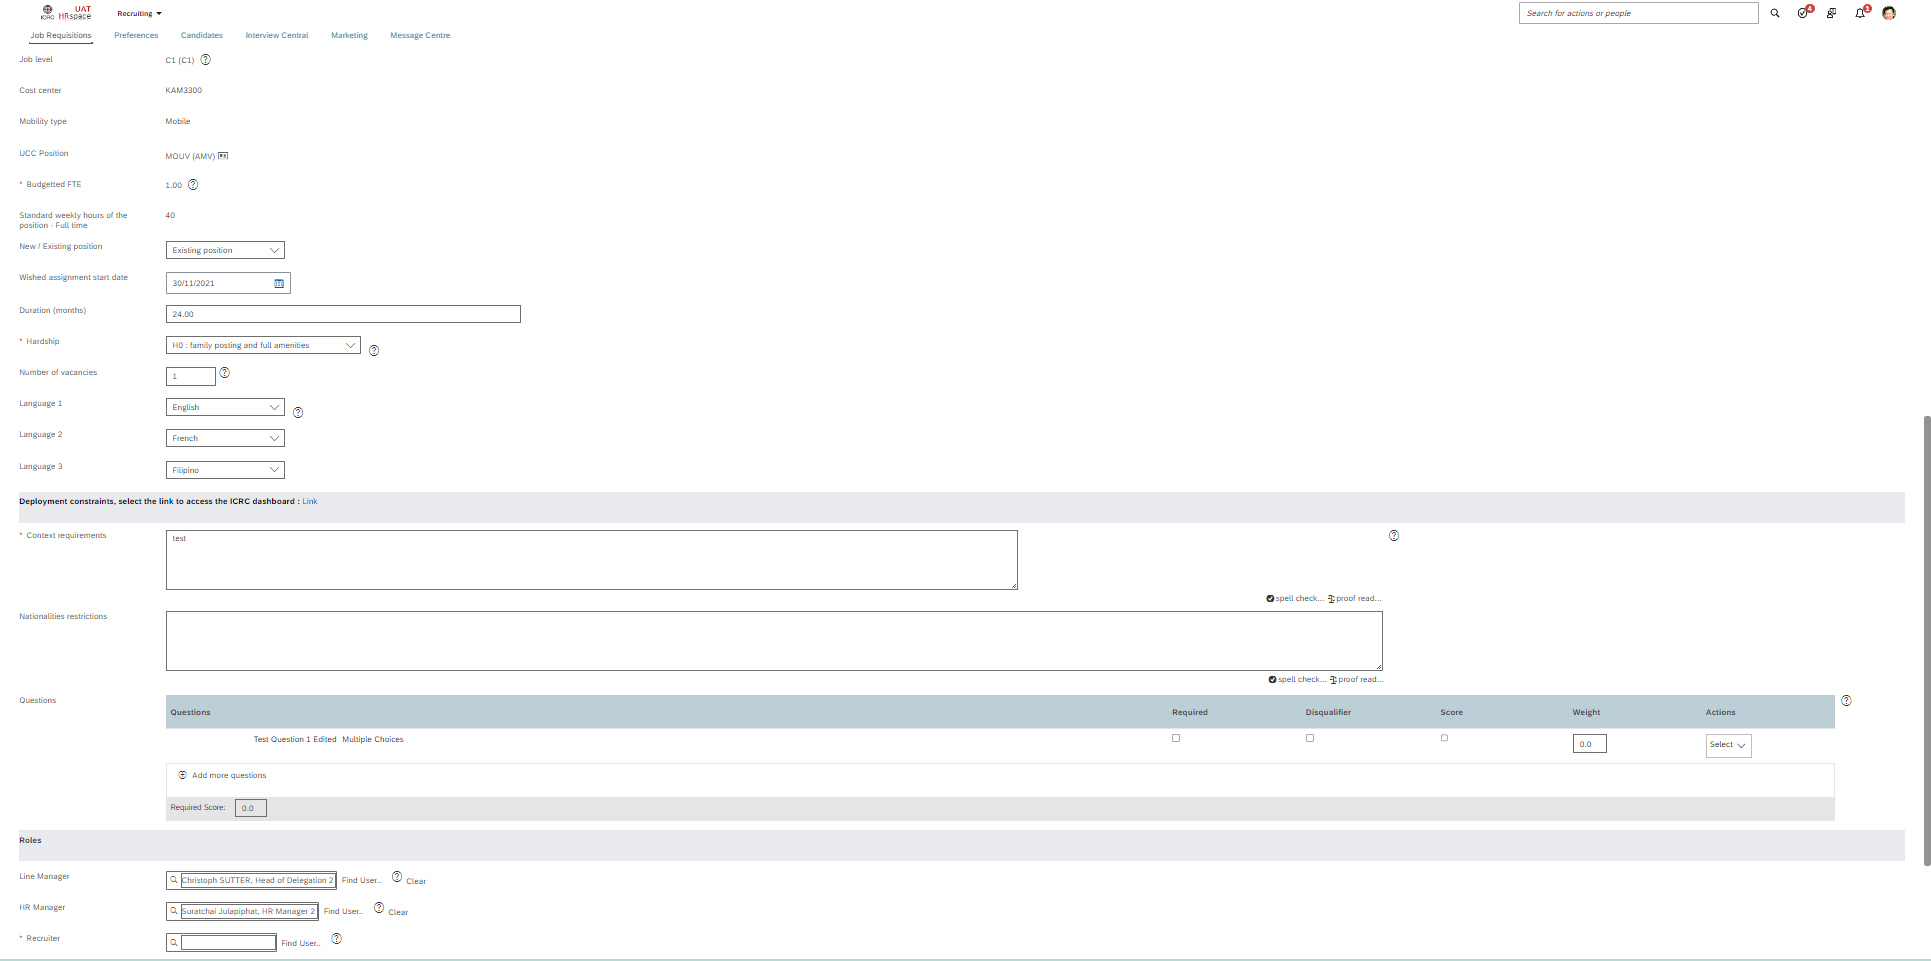 ICRC UAT HRspace
Recruiting
Search for actions or people
4
1
Job Requisitions Preferences Candidates Interview Central Marketing Message Centre
Job level C1 (C1)
Cost center KAM3300
Mobility type Mobile
UCC Position MOUV (AMV)
* Budgetted FTE 1.00
Standard weekly hours of the position - Full time 40
New / Existing position Existing position
Wished assignment start date 30/11/2021
Duration (months) 24.00
* Hardship H0 : family posting and full amenities
Number of vacancies 1
Language 1 English
Language 2 French
Language 3 Filipino
Deployment constraints, select the link to access the ICRC dashboard : Link
* Context requirements test
spell check... proof read...
Nationalities restrictions
spell check... proof read...
Questions
Questions Required Disqualifier Score Weight Actions
Test Question 1 Edited Multiple Choices 0.0 Select
Add more questions
Required Score: 0.0
Roles
Line Manager Christoph SUTTER, Head of Delegation 2 Find User.. Clear
HR Manager Suratchai Julapiphat, HR Manager 2 Find User.. Clear
* Recruiter Find User..